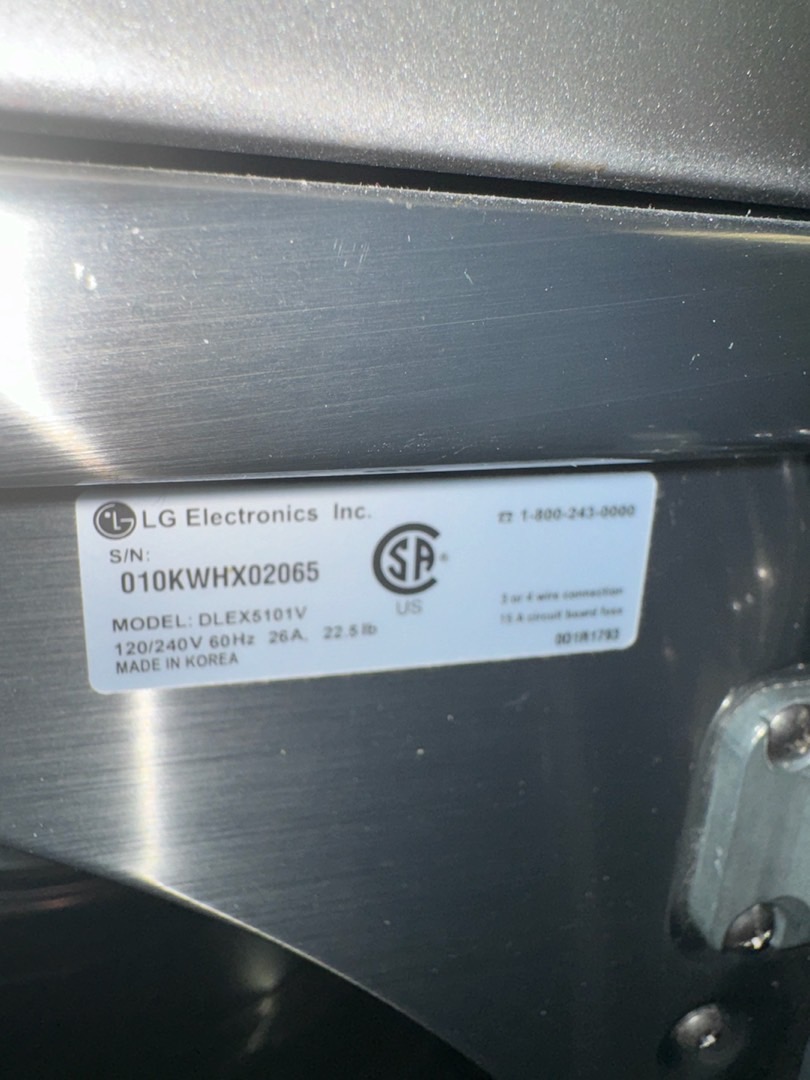 LG LG Electronics Inc.
☎ 1-800-243-0000
S/N:
010KWHX02065
SA®
US
MODEL: DLEX5101V
120/240V 60Hz 26A, 22.5 lb
MADE IN KOREA
3 or 4 wire connection
15 A circuit board fuse